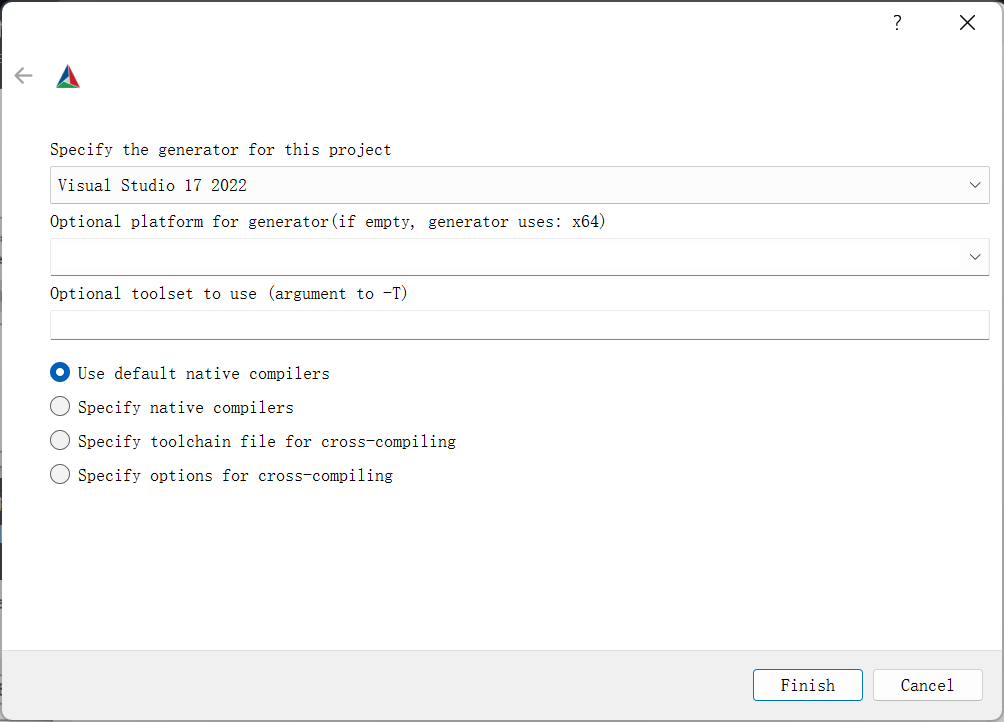 ?
Specify the generator for this project
Visual Studio 17 2022
Optional platform for generator(if empty, generator uses: x64)
Optional toolset to use (argument to -T)
Use default native compilers
Specify native compilers
Specify toolchain file for cross-compiling
Specify options for cross-compiling
Finish
Cancel